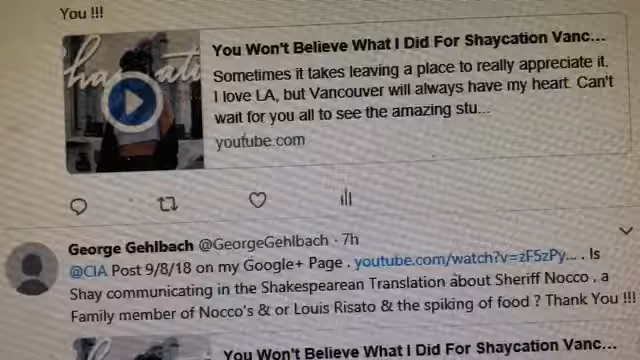 You !!!
You Won't Believe What I Did For Shaycation Vanc...
Sometimes it takes leaving a place to really appreciate it.
I love LA, but Vancouver will always have my heart. Can't
wait for you all to see the amazing stu...
youtube.com
George Gehlbach @GeorgeGehlbach · 7h
@CIA Post 9/8/18 on my Google+ Page . youtube.com/watch?v=zF5zPy... . Is
Shay communicating in the Shakespearean Translation about Sheriff Nocco , a
Family member of Nocco's & or Louis Risato & the spiking of food ? Thank You !!!
You Won't Believe What I Did For Shaycation Vanc...